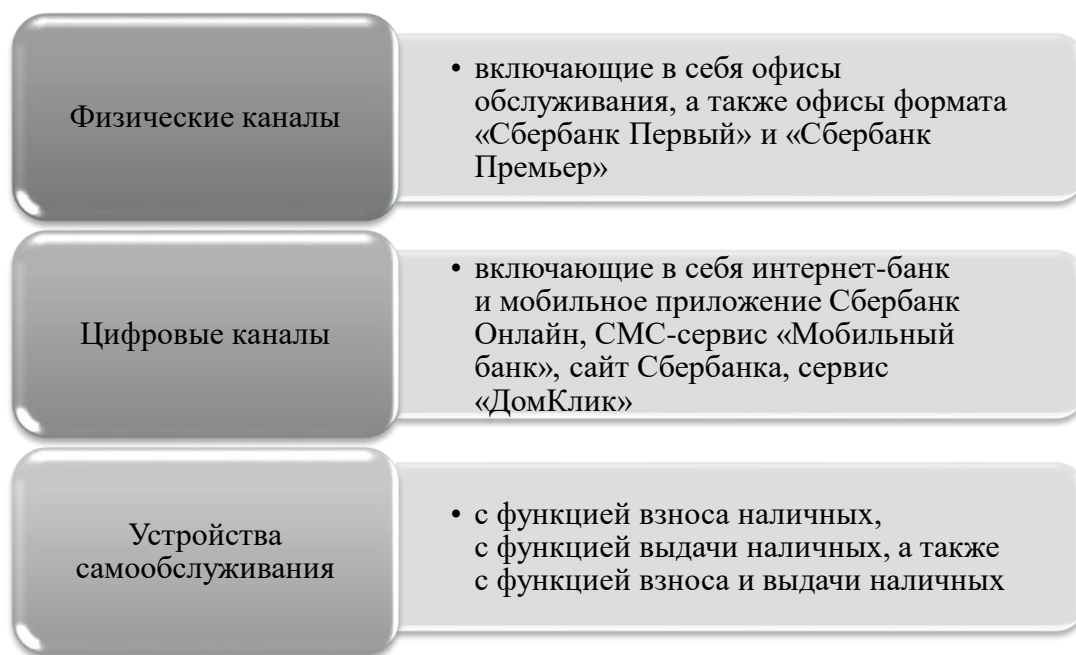 Физические каналы
• включающие в себя офисы
обслуживания, а также офисы формата
«Сбербанк Первый» и «Сбербанк
Премьер»
Цифровые каналы
• включающие в себя интернет-банк
и мобильное приложение Сбербанк
Онлайн, СМС-сервис «Мобильный
банк», сайт Сбербанка, сервис
«ДомКлик»
Устройства
самообслуживания
• с функцией взноса наличных,
с функцией выдачи наличных, а также
с функцией взноса и выдачи наличных